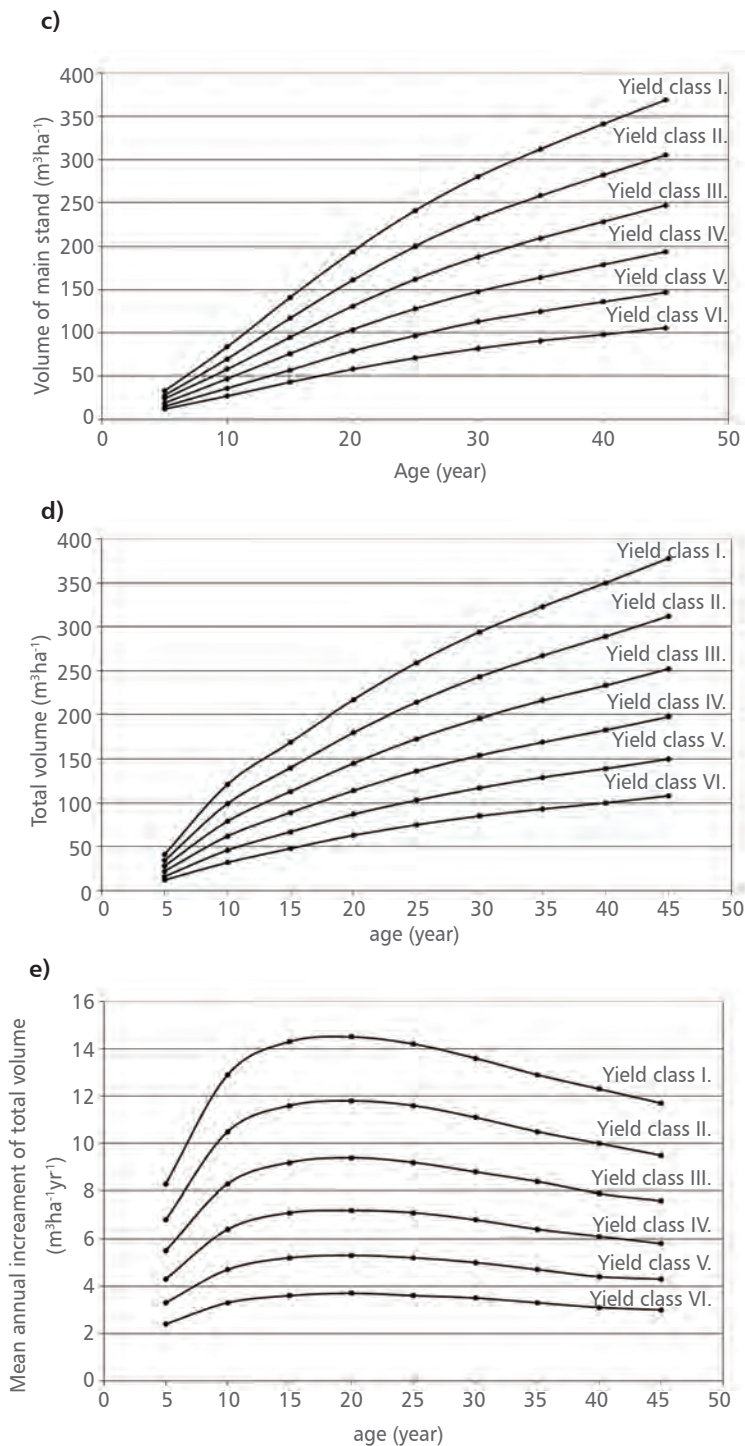 c)
400
350
300
250
200
150
100
50
0
Volume of main stand (m³ha⁻¹)
Yield class I.
Yield class II.
Yield class III.
Yield class IV.
Yield class V.
Yield class VI.
0 10 20 30 40 50
Age (year)
d)
400
350
300
250
200
150
100
50
0
Total volume (m³ha⁻¹)
Yield class I.
Yield class II.
Yield class III.
Yield class IV.
Yield class V.
Yield class VI.
0 5 10 15 20 25 30 35 40 45 50
age (year)
e)
16
14
12
10
8
6
4
2
0
Mean annual increament of total volume
(m³ha⁻¹yr¹)
Yield class I.
Yield class II.
Yield class III.
Yield class IV.
Yield class V.
Yield class VI.
0 5 10 15 20 25 30 35 40 45 50
age (year)